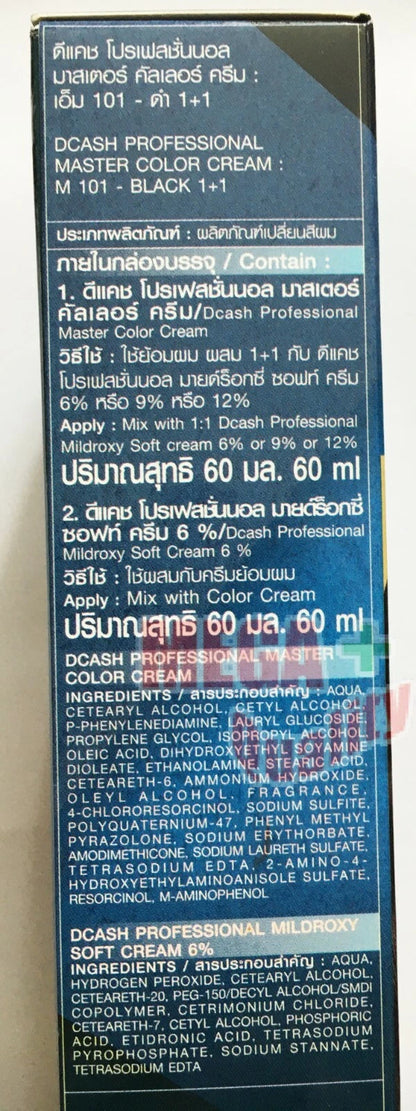 ดีแคช โปรเฟสชั่นนอล
มาสเตอร์ คัลเลอร์ ครีม :
เอ็ม 101 - ดำ 1+1
DCASH PROFESSIONAL
MASTER COLOR CREAM :
M 101 - BLACK 1+1
ประเภทผลิตภัณฑ์ : ผลิตภัณฑ์เปลี่ยนสีผม
ภายในกล่องบรรจุ / Contain :
1. ดีแคช โปรเฟสชั่นนอล มาสเตอร์
คัลเลอร์ ครีม/Dcash Professional
Master Color Cream
วิธีใช้ : ใช้ย้อมผม ผสม 1+1 กับ ดีแคช
โปรเฟสชั่นนอล มายด์ร็อกซี่ ซอฟท์ ครีม
6% หรือ 9% หรือ 12%
Apply : Mix with 1:1 Dcash Professional
Mildroxy Soft cream 6% or 9% or 12%
ปริมาณสุทธิ 60 มล. 60 ml
2. ดีแคช โปรเฟสชั่นนอล มายด์ร็อกซี่
ซอฟท์ ครีม 6 %/Dcash Professional
Mildroxy Soft Cream 6 %
วิธีใช้ : ใช้ผสมกับครีมย้อมผม
Apply : Mix with Color Cream
ปริมาณสุทธิ 60 มล. 60 ml
DCASH PROFESSIONAL MASTER
COLOR CREAM
INGREDIENTS / สารประกอบสำคัญ : AQUA,
CETEARYL ALCOHOL, CETYL ALCOHOL,
P-PHENYLENEDIAMINE, LAURYL GLUCOSIDE,
PROPYLENE GLYCOL, ISOPROPYL ALCOHOL,
OLEIC ACID, DIHYDROXYETHYL SOYAMINE
DIOLEATE, ETHANOLAMINE, STEARIC ACID,
CETEARETH-6, AMMONIUM HYDROXIDE,
OLEYL ALCOHOL, FRAGRANCE,
4-CHLORORESORCINOL, SODIUM SULFITE,
POLYQUATERNIUM-47, PHENYL METHYL
PYRAZOLONE, SODIUM ERYTHORBATE,
AMODIMETHICONE, SODIUM LAURETH SULFATE,
TETRASODIUM EDTA, 2-AMINO-4-
HYDROXYETHYLAMINOANISOLE SULFATE,
RESORCINOL, M-AMINOPHENOL
DCASH PROFESSIONAL MILDROXY
SOFT CREAM 6%
INGREDIENTS / สารประกอบสำคัญ : AQUA,
HYDROGEN PEROXIDE, CETEARYL ALCOHOL,
CETEARETH-20, PEG-150/DECYL ALCOHOL/SMDI
COPOLYMER, CETRIMONIUM CHLORIDE,
CETEARETH-7, CETYL ALCOHOL, PHOSPHORIC
ACID, ETIDRONIC ACID, TETRASODIUM
PYROPHOSPHATE, SODIUM STANNATE,
TETRASODIUM EDTA